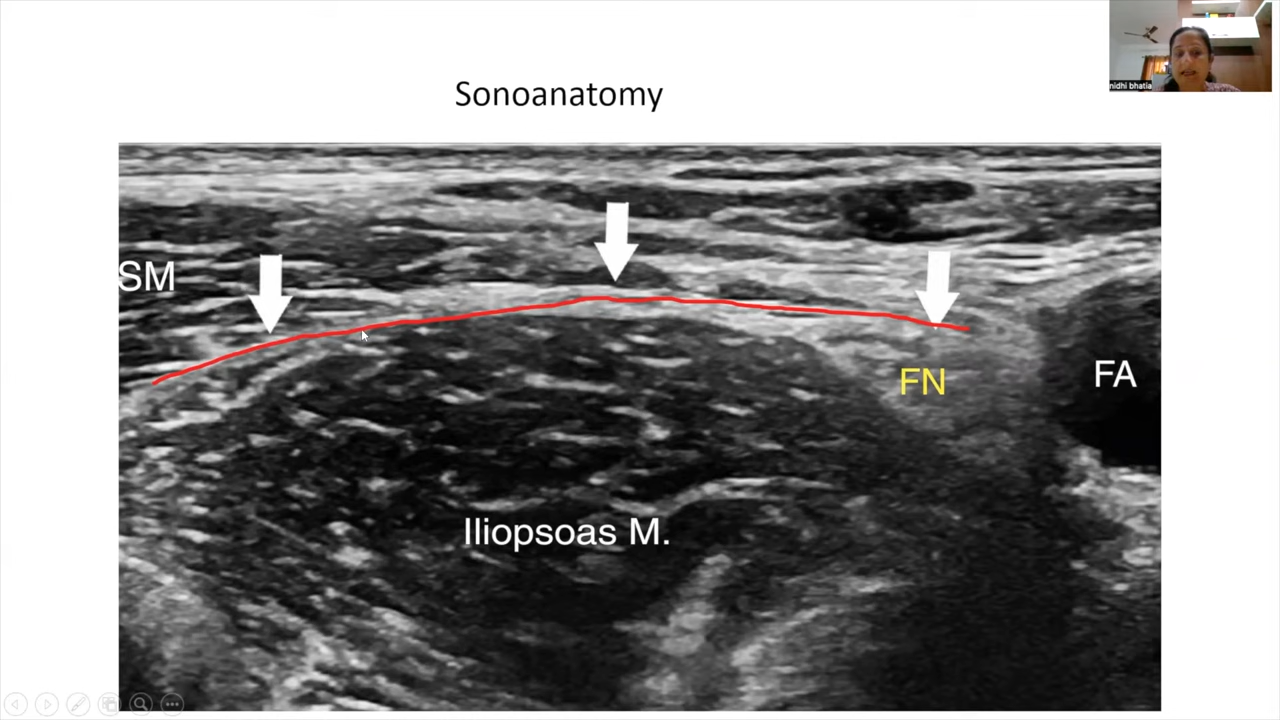 nidhi bhatia
Sonoanatomy
SM
FN
FA
Iliopsoas M.